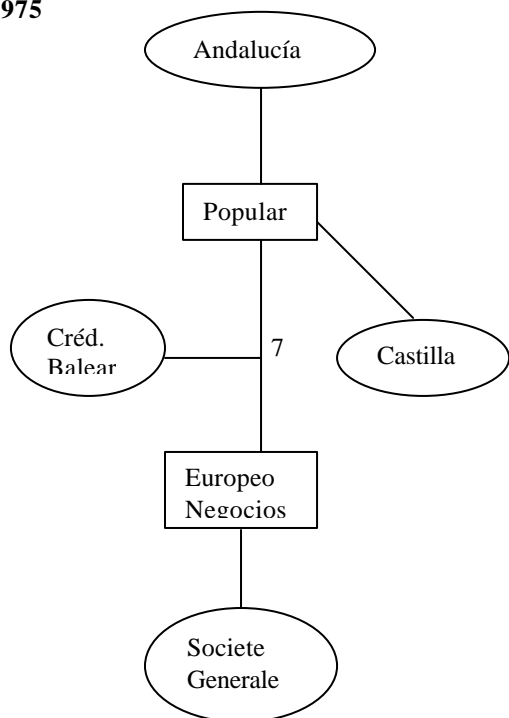 975
Andalucía
Popular
Créd.
Balear
7
Castilla
Europeo
Negocios
Societe
Generale